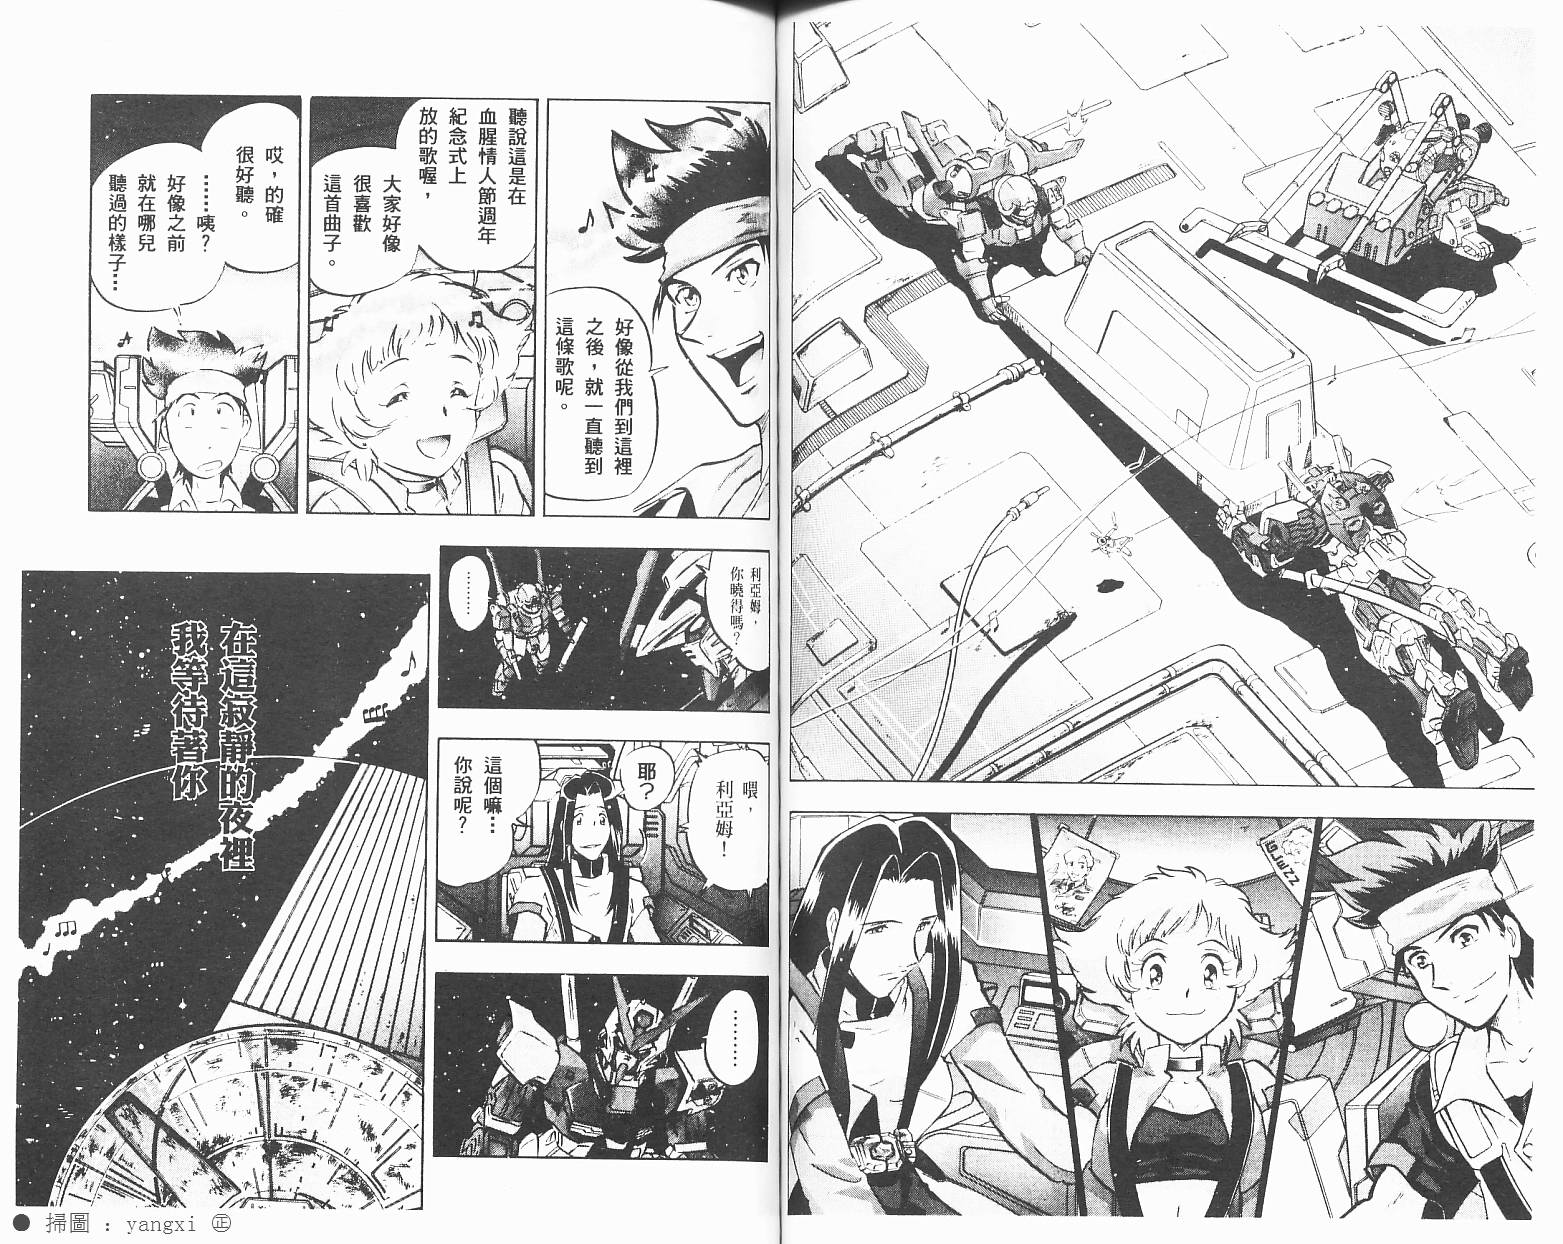 好像從我們到這裡
之後，就一直聽到
這條歌呢。
聽說這是在
血腥情人節週年
紀念式上
放的歌喔，
大家好像
很喜歡
這首曲子。
哎，的確
很好聽。
……咦？
好像之前
就在哪兒
聽過的樣子…
利亞姆，
你曉得嗎？
………
喂，
利亞姆！
耶？
這個嘛…
你說呢？
………
在這寂靜的夜裡
我等待著你
● 掃圖 : yangxi ㊣